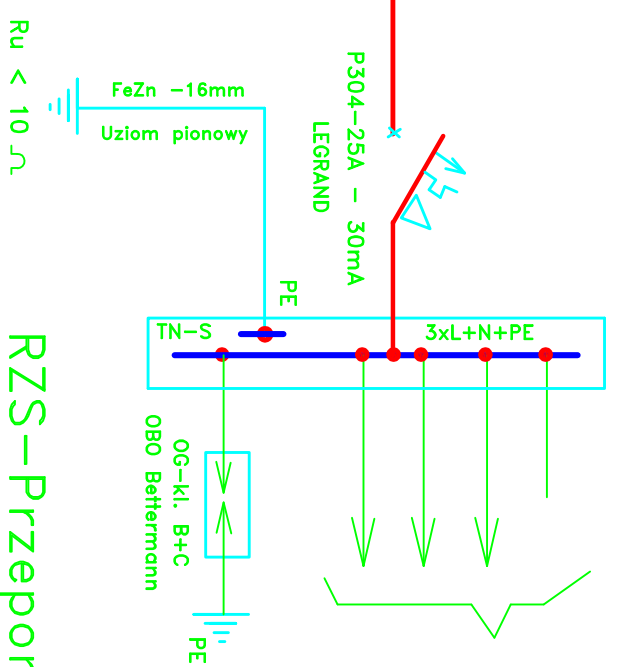 Ru < 10 Ω
FeZn -16mm
Uziom pionowy
P304-25A - 30mA
LEGRAND
PE
TN-S
3xL+N+PE
OG-kl. B+C
OBO Bettermann
PE
RZS-Przepor